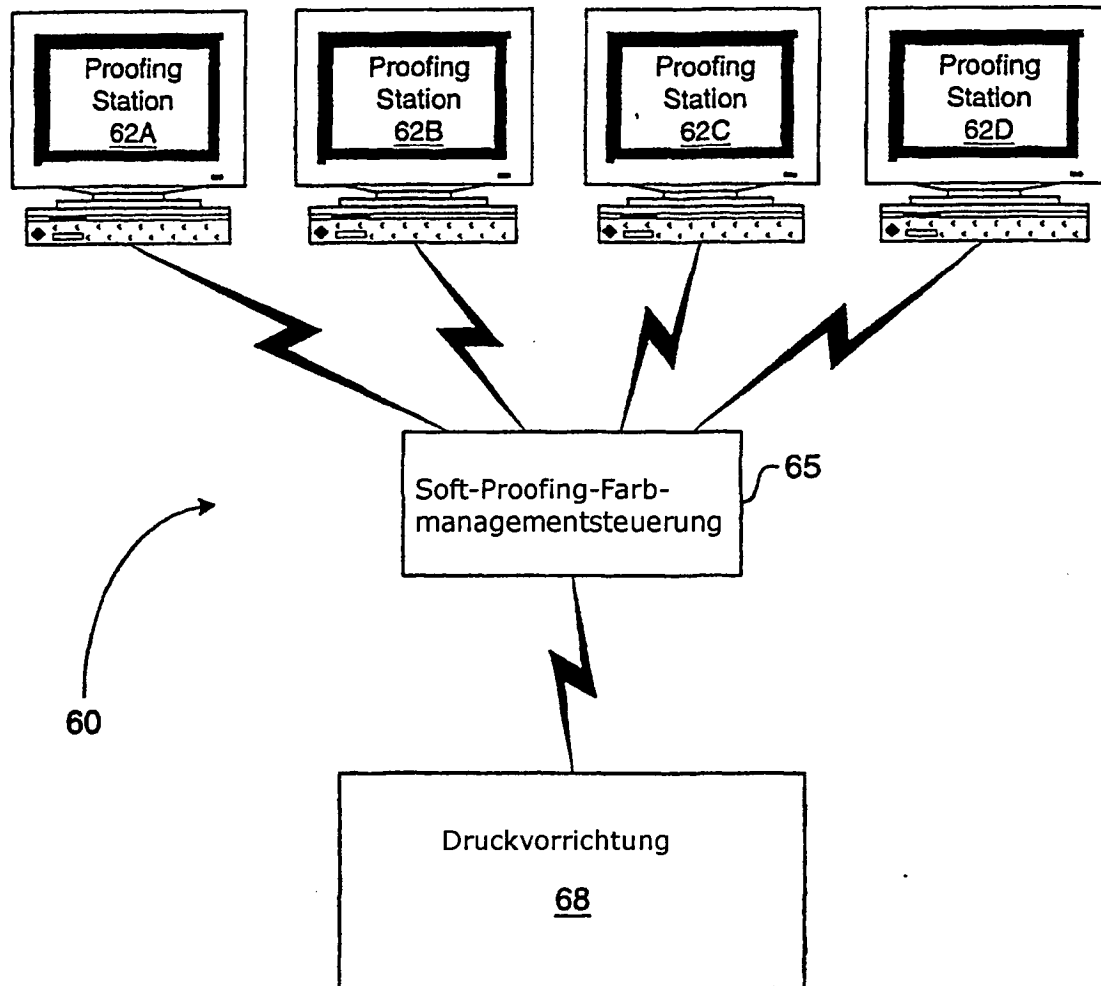 Proofing
Station
62A
Proofing
Station
62B
Proofing
Station
62C
Proofing
Station
62D
Soft-Proofing-Farb-
managementsteuerung
65
60
Druckvorrichtung
68